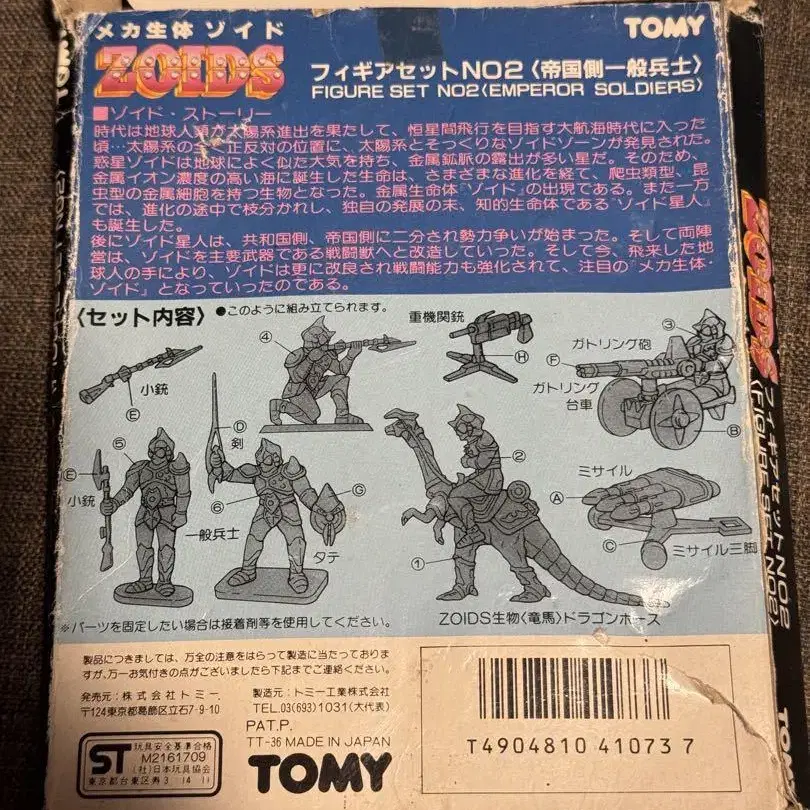 メカ生体 ゾイド
ZOIDS
TOMY
フィギアセットNO2〈帝国側一般兵士〉
FIGURE SET NO2〈EMPEROR SOLDIERS〉
■ゾイド・ストーリー
時代は地球人類が太陽系進出を果たして、恒星間飛行を目指す大航海時代に入った
頃…太陽系の全く正反対の位置に、太陽系とそっくりなゾイドゾーンが発見された。
惑星ゾイドは地球によく似た大気を持ち、金属鉱脈の露出が多い星だ。そのため、
金属イオン濃度の高い海に誕生した生命は、さまざまな進化を経て、爬虫類型、昆
虫型の金属細胞を持つ生物となった。金属生命体"ゾイド"の出現である。また一方
では、進化の途中で枝分かれし、独自の発展の末、知的生命体である"ゾイド星人"
も誕生した。
後にゾイド星人は、共和国側、帝国側に二分され勢力争いが始まった。そして両陣
営は、ゾイドを主要武器である戦闘獣へと改造していった。そして今、飛来した地
球人の手により、ゾイドは更に改良され戦闘能力も強化されて、注目の『メカ生体・
ゾイド』となっていったのである。
〈セット内容〉
●このように組み立てられます。
小銃
E
④
重機関銃
H
③
ガトリング砲
F
ガトリング
台車
B
D
剣
⑤
E
小銃
一般兵士
⑥
G
タテ
②
①
ミサイル
A
C
ミサイル三脚
ZOIDS生物〈竜馬〉ドラゴンホース
※パーツを固定したい場合は接着剤等を使用してください。
製品につきましては、万全の注意をはらって製造に当たっておりま
すが、万一お気付きの点がございましたら下記までご連絡ください。
発売元：株式会社トミー
〒124東京都葛飾区立石7-9-10
製造元：トミー工業株式会社
TEL.03(693)1031(大代表)
PAT.P.
TT-36 MADE IN JAPAN
TOMY
ST
玩具安全基準合格
M2161709
(社)日本玩具協会
東京都台東区寿3 14 11
T4904810 41073 7
ZOIDS
フィギアセットNO2
〈FIGURE SET NO2〉
TOMY